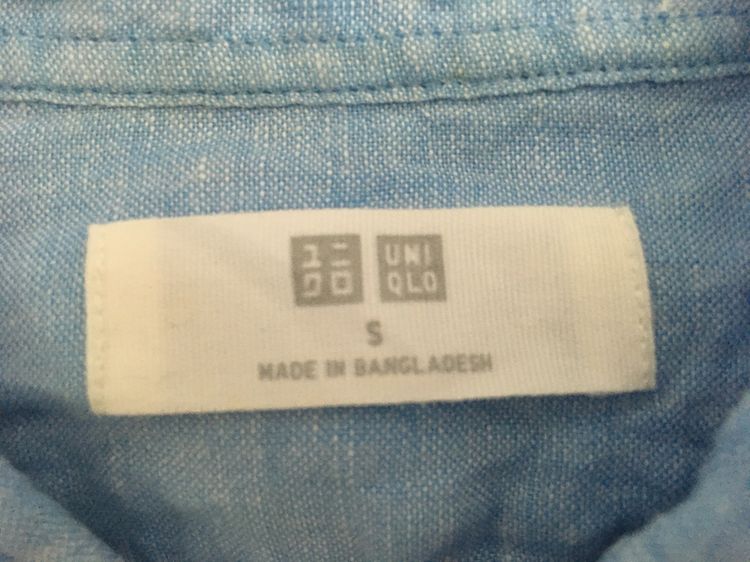 ユニ UNI
クロ QLO
S
MADE IN BANGLADESH